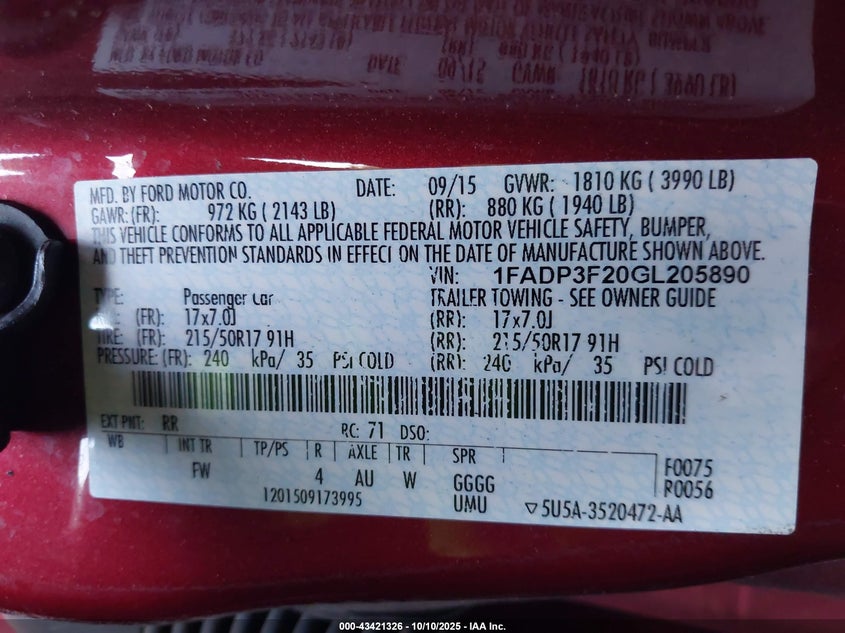 MFD. BY FORD MOTOR CO. DATE: 09/15 GVWR: 1810 KG ( 3990 LB)
GAWR: (FR): 972 KG ( 2143 LB) (RR): 880 KG ( 1940 LB)
THIS VEHICLE CONFORMS TO ALL APPLICABLE FEDERAL MOTOR VEHICLE SAFETY, BUMPER,
AND THEFT PREVENTION STANDARDS IN EFFECT ON THE DATE OF MANUFACTURE SHOWN ABOVE.
VIN: 1FADP3F20GL205890
TYPE: Passenger Car TRAILER TOWING - SEE OWNER GUIDE
(FR): 17x7.0J (RR): 17x7.0J
TIRE: (FR): 215/50R17 91H (RR): 215/50R17 91H
PRESSURE: (FR): 240 kPa/ 35 PSI COLD (RR): 240 kPa/ 35 PSI COLD
EXT PNT: RR RC: 71 DSO:
WB INT TR TP/PS R AXLE TR SPR
FW 4 AU W GGGG
UMU
F0075
R0056
1201509173995
▽5U5A-3520472-AA
000-43421326 - 10/10/2025 - IAA Inc.